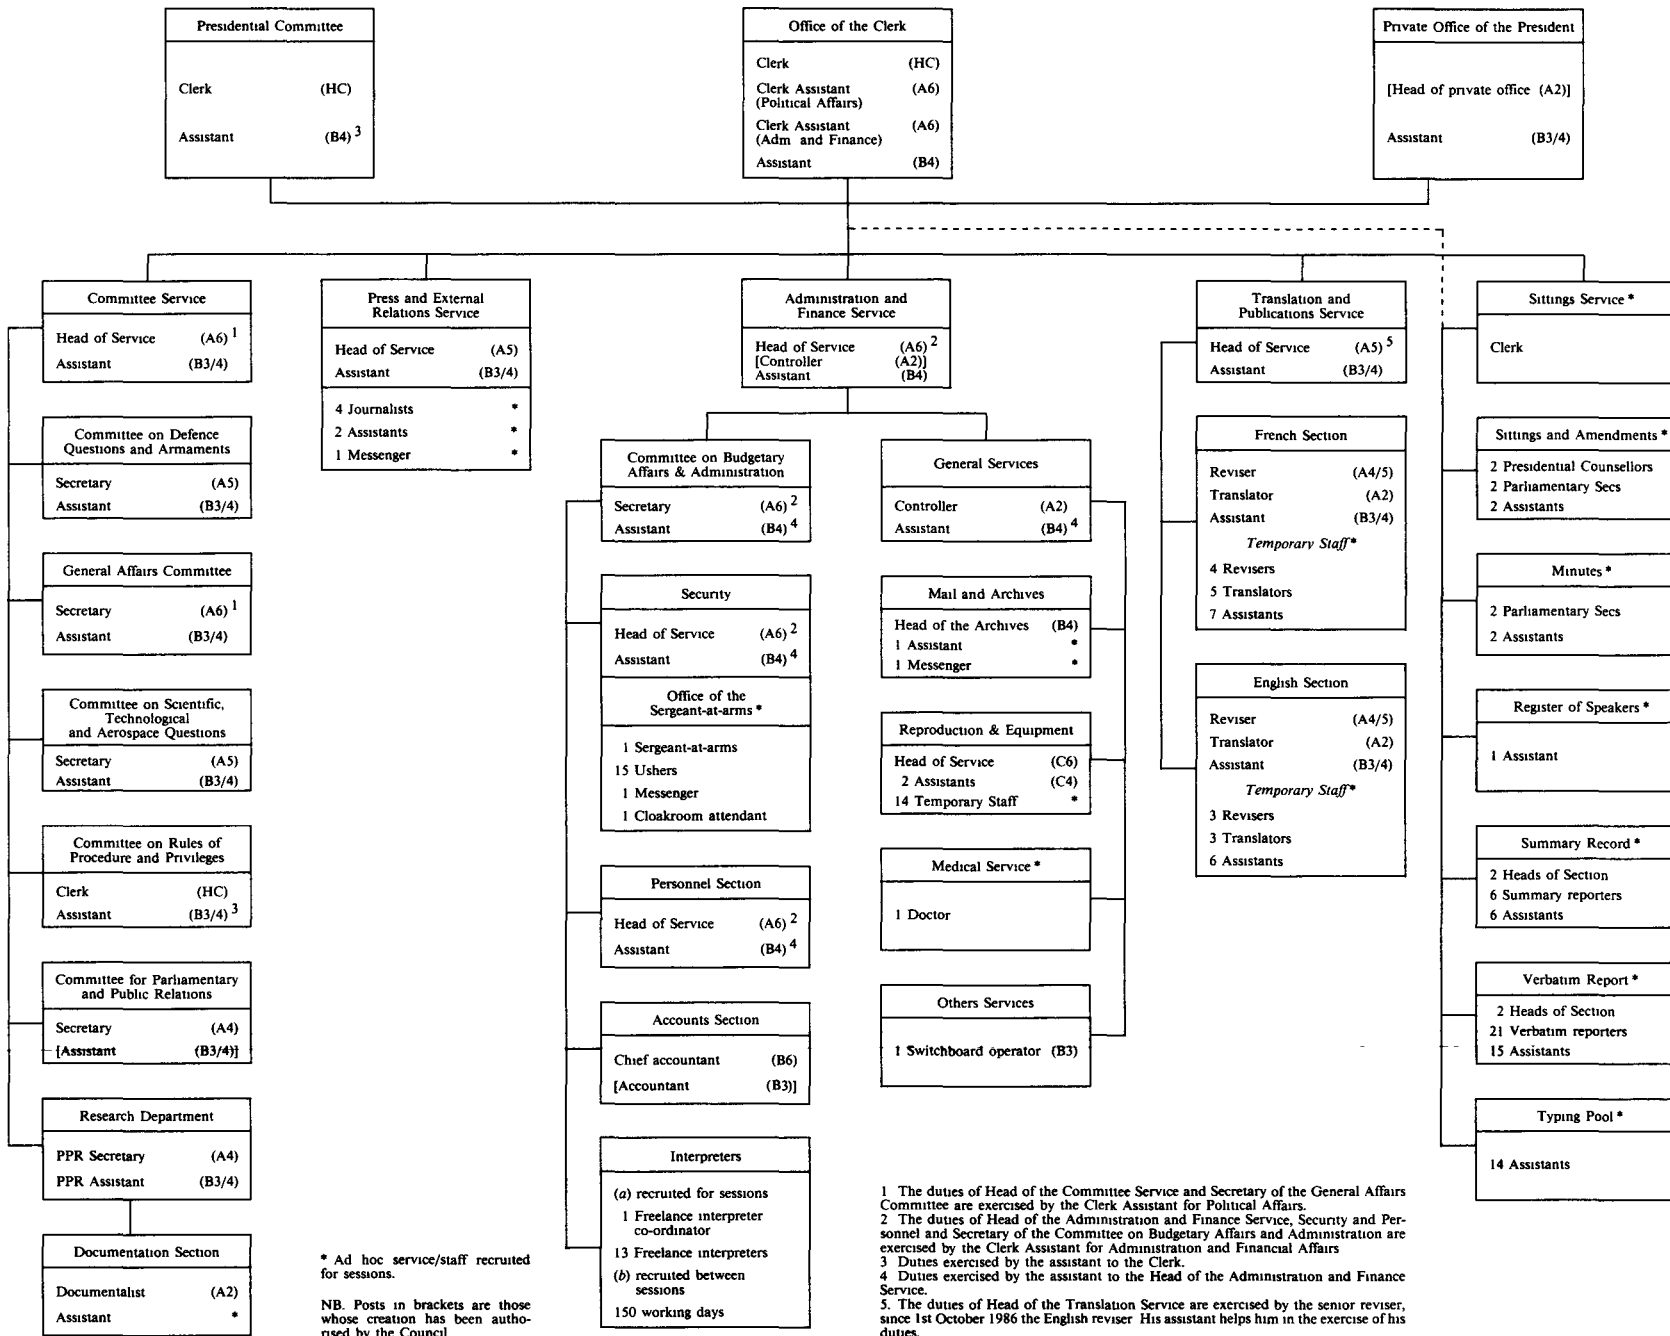 Presidential Committee
Clerk (HC)
Assistant (B4) 3
Office of the Clerk
Clerk (HC)
Clerk Assistant (A6)
(Political Affairs)
Clerk Assistant (A6)
(Adm and Finance)
Assistant (B4)
Private Office of the President
[Head of private office (A2)]
Assistant (B3/4)
Committee Service
Head of Service (A6) 1
Assistant (B3/4)
Committee on Defence
Questions and Armaments
Secretary (A5)
Assistant (B3/4)
General Affairs Committee
Secretary (A6) 1
Assistant (B3/4)
Committee on Scientific,
Technological
and Aerospace Questions
Secretary (A5)
Assistant (B3/4)
Committee on Rules of
Procedure and Privileges
Clerk (HC)
Assistant (B3/4) 3
Committee for Parliamentary
and Public Relations
Secretary (A4)
[Assistant (B3/4)]
Research Department
PPR Secretary (A4)
PPR Assistant (B3/4)
Documentation Section
Documentalist (A2)
Assistant *
Press and External
Relations Service
Head of Service (A5)
Assistant (B3/4)
4 Journalists *
2 Assistants *
1 Messenger *
Administration and
Finance Service
Head of Service (A6) 2
[Controller (A2)]
Assistant (B4)
Committee on Budgetary
Affairs & Administration
Secretary (A6) 2
Assistant (B4) 4
Security
Head of Service (A6) 2
Assistant (B4) 4
Office of the
Sergeant-at-arms *
1 Sergeant-at-arms
15 Ushers
1 Messenger
1 Cloakroom attendant
Personnel Section
Head of Service (A6) 2
Assistant (B4) 4
Accounts Section
Chief accountant (B6)
[Accountant (B3)]
Interpreters
(a) recruited for sessions
1 Freelance interpreter
co-ordinator
13 Freelance interpreters
(b) recruited between
sessions
150 working days
General Services
Controller (A2)
Assistant (B4) 4
Mail and Archives
Head of the Archives (B4)
1 Assistant *
1 Messenger *
Reproduction & Equipment
Head of Service (C6)
2 Assistants (C4)
14 Temporary Staff *
Medical Service *
1 Doctor
Others Services
1 Switchboard operator (B3)
Translation and
Publications Service
Head of Service (A5) 5
Assistant (B3/4)
French Section
Reviser (A4/5)
Translator (A2)
Assistant (B3/4)
Temporary Staff *
4 Revisers
5 Translators
7 Assistants
English Section
Reviser (A4/5)
Translator (A2)
Assistant (B3/4)
Temporary Staff *
3 Revisers
3 Translators
6 Assistants
Sittings Service *
Clerk
Sittings and Amendments *
2 Presidential Counsellors
2 Parliamentary Secs
2 Assistants
Minutes *
2 Parliamentary Secs
2 Assistants
Register of Speakers *
1 Assistant
Summary Record *
2 Heads of Section
6 Summary reporters
6 Assistants
Verbatim Report *
2 Heads of Section
21 Verbatim reporters
15 Assistants
Typing Pool *
14 Assistants
* Ad hoc service/staff recruited
for sessions.
NB. Posts in brackets are those
whose creation has been autho-
rised by the Council
1 The duties of Head of the Committee Service and Secretary of the General Affairs
Committee are exercised by the Clerk Assistant for Political Affairs.
2 The duties of Head of the Administration and Finance Service, Security and Per-
sonnel and Secretary of the Committee on Budgetary Affairs and Administration are
exercised by the Clerk Assistant for Administration and Financial Affairs
3 Duties exercised by the assistant to the Clerk.
4 Duties exercised by the assistant to the Head of the Administration and Finance
Service.
5. The duties of Head of the Translation Service are exercised by the senior reviser,
since 1st October 1986 the English reviser His assistant helps him in the exercise of his
duties.